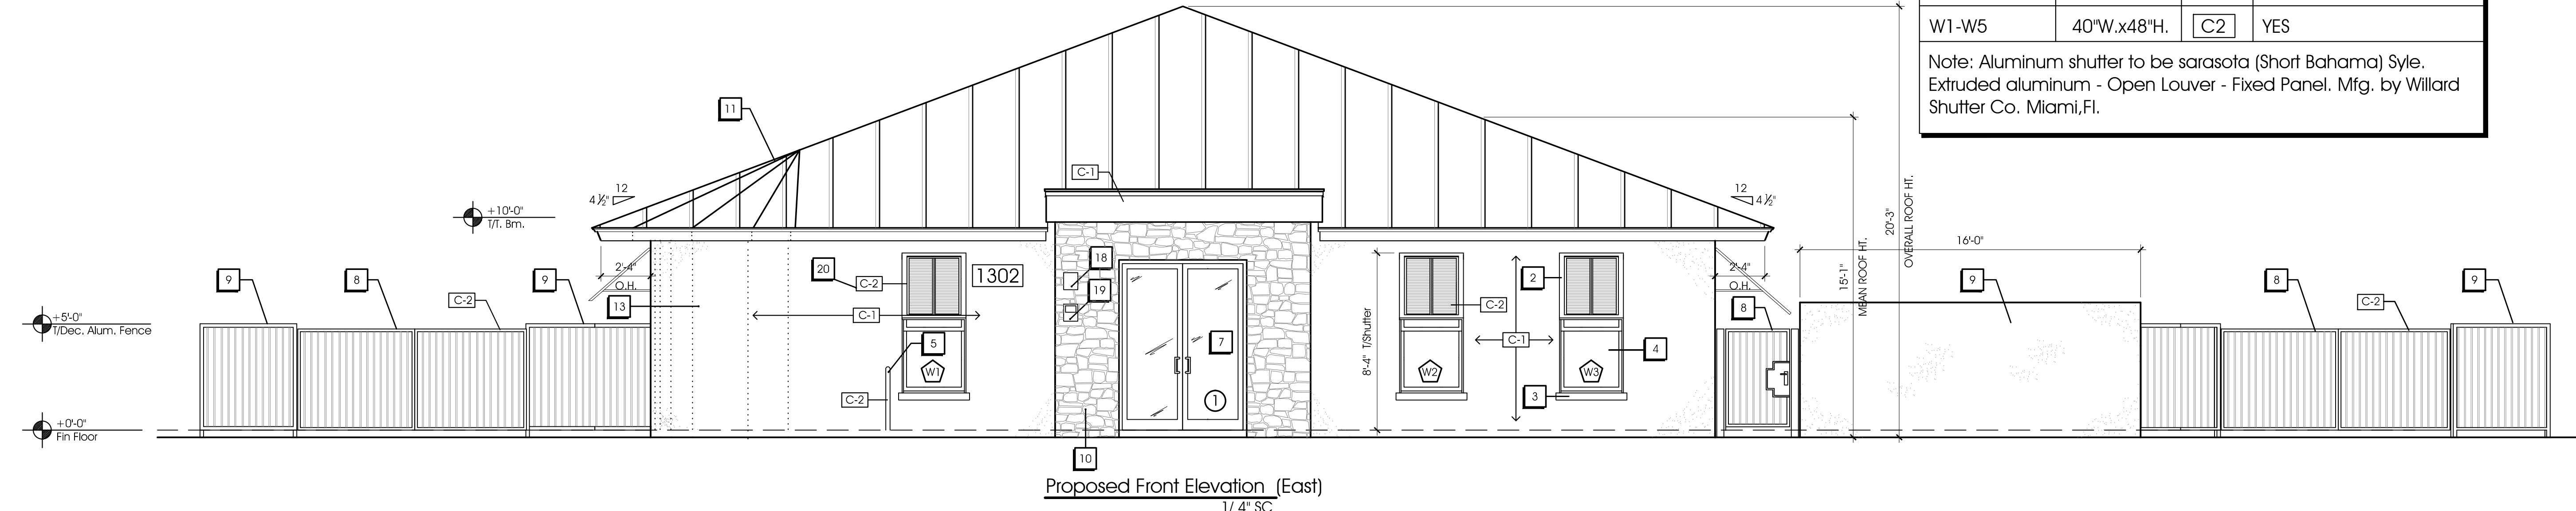 W1-W5 40"W.x48"H. C2 YES
Note: Aluminum shutter to be sarasota (Short Bahama) Syle.
Extruded aluminum - Open Louver - Fixed Panel. Mfg. by Willard
Shutter Co. Miami,Fl.
11
C-1
12
4 ½"
12
4 ½"
+10'-0"
T/T. Bm.
20'-3"
OVERALL ROOF HT.
15'-1"
MEAN ROOF HT.
16'-0"
9
8
C-2
9
2'-4"
O.H.
13
20
C-2
1302
18
19
C-1
5
W1
C-2
7
1
10
8'-4" T/Shutter
C-2
W2
2
C-1
W3
4
3
2'-4"
O.H.
8
9
8
C-2
9
+5'-0"
T/Dec. Alum. Fence
+0'-0"
Fin Floor
Proposed Front Elevation (East)
1/ 4" SC